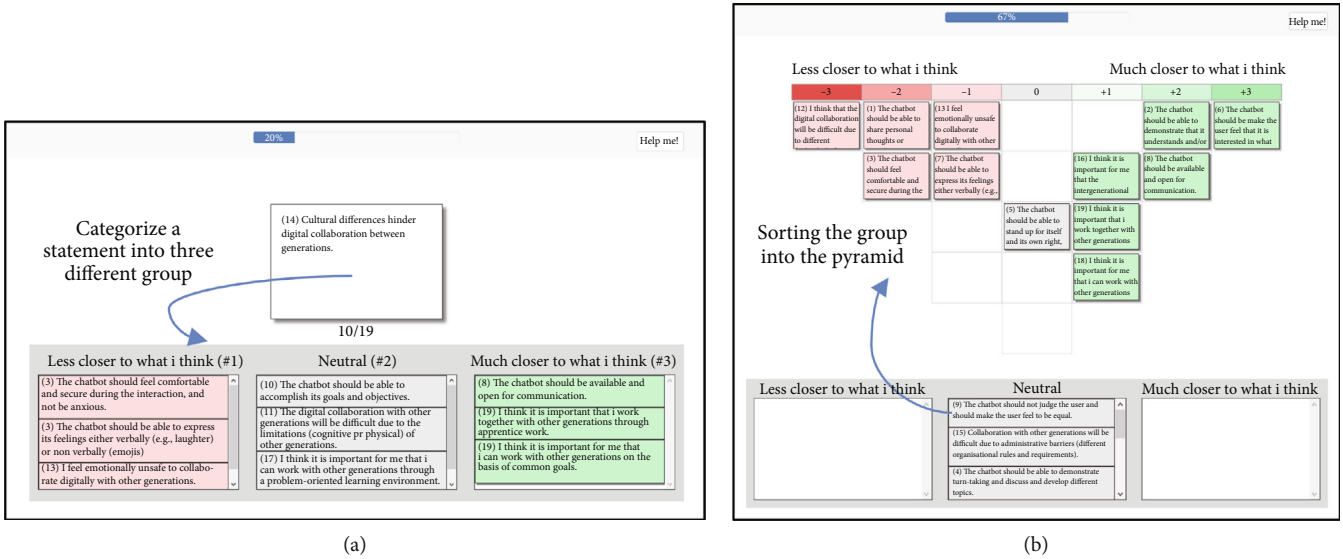 20%
Help me!
Categorize a
statement into three
different group
(14) Cultural differences hinder
digital collaboration between
generations.
10/19
Less closer to what i think (#1)
(3) The chatbot should feel comfortable
and secure during the interaction, and
not be anxious.
(3) The chatbot should be able to express
its feelings either verbally (e.g., laughter)
or non verbally (emojis)
(13) I feel emotionally unsafe to collabo-
rate digitally with other generations.
Neutral (#2)
(10) The chatbot should be able to
accomplish its goals and objectives.
(11) The digital collaboration with other
generations will be difficult due to the
limitations (cognitive pr physical) of
other generations.
(17) I think it is important for me that i
can work with other generations through
a problem-oriented learning environment.
Much closer to what i think (#3)
(8) The chatbot should be available and
open for communication.
(19) I think it is important that i work
together with other generations through
apprentice work.
(19) I think it is important for me that
i can work with other generations on the
basis of common goals.
(a)
67%
Help me!
Less closer to what i think
Much closer to what i think
–3
–2
–1
0
+1
+2
+3
(12) I think that the
digital collaboration
will be difficult due
to different
(1) The chatbot
should be able to
share personal
thoughts or
(13 I feel
emotionally unsafe
to collaborate
digitally with other
(2) The chatbot
should be able to
demonstrate that it
understands and/or
(6) The chatbot
should be make the
user feel that it is
interested in what
(3) The chatbot
should feel
comfortable and
secure during the
(7) The chatbot
should be able to
express its feelings
either verbally (e.g.,
(16) I think it is
important for me
that the
intergenerational
(8) The chatbot
should be available
and open for
communication.
(5) The chatbot
should be able to
stand up for itself
and its own right,
(19) I think it is
important that i
work together with
other generations
(18) I think it is
important for me
that i can work with
other generations
Sorting the group
into the pyramid
Less closer to what i think
Neutral
(9) The chatbot should not judge the user and
should make the user feel to be equal.
(15) Collaboration with other generations will be
difficult due to administrative barriers (different
organisational rules and requirements).
(4) The chatbot should be able to demonstrate
turn-taking and discuss and develop different
topics.
Much closer to what i think
(b)